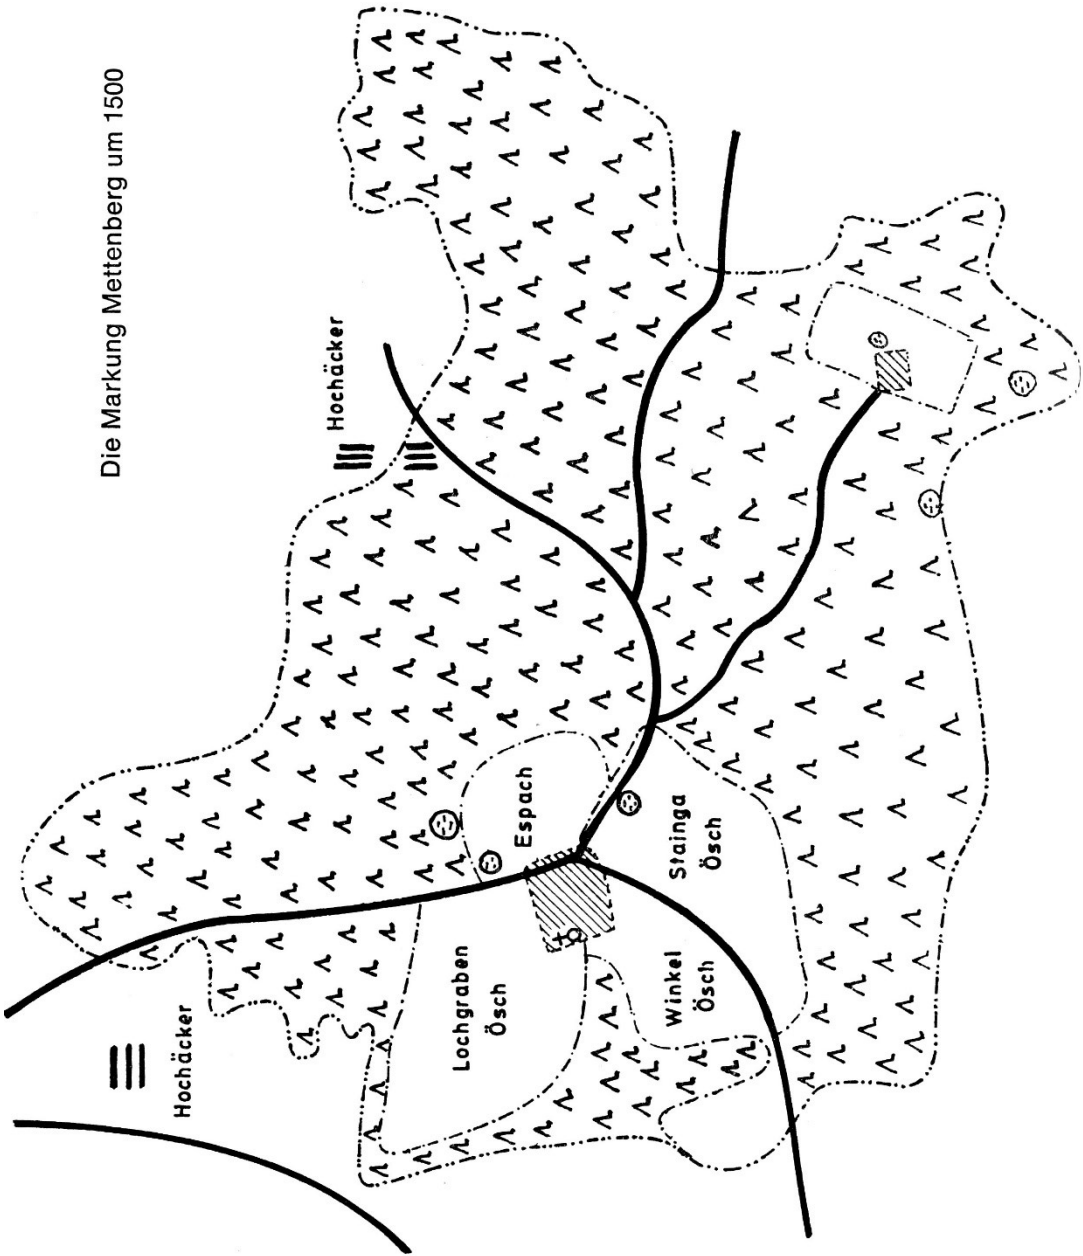 Die Markung Mettenberg um 1500
Hochäcker
Hochäcker
Lochgraben
Ösch
Espach
Winkel
Ösch
Stainga
Ösch